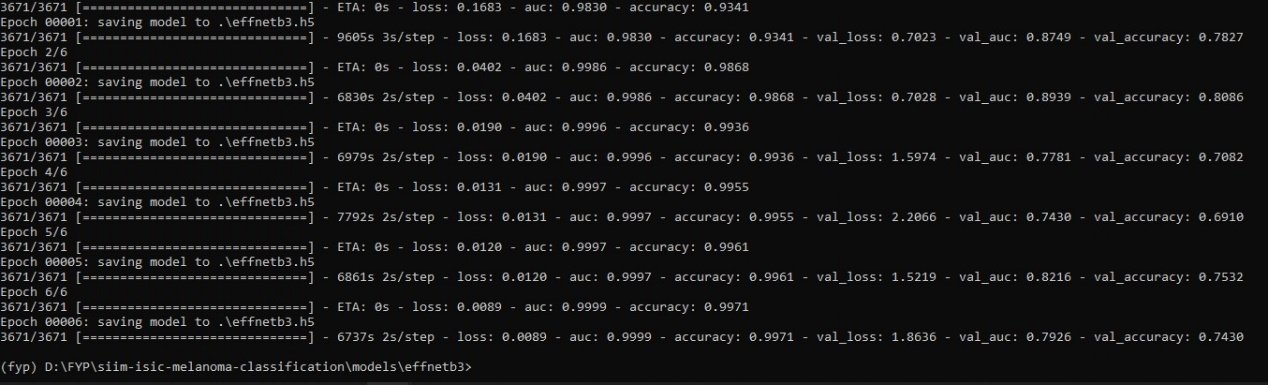 3671/3671 [==============================] - ETA: 0s - loss: 0.1683 - auc: 0.9830 - accuracy: 0.9341
Epoch 00001: saving model to .\effnetb3.h5
3671/3671 [==============================] - 9605s 3s/step - loss: 0.1683 - auc: 0.9830 - accuracy: 0.9341 - val_loss: 0.7023 - val_auc: 0.8749 - val_accuracy: 0.7827
Epoch 2/6
3671/3671 [==============================] - ETA: 0s - loss: 0.0402 - auc: 0.9986 - accuracy: 0.9868
Epoch 00002: saving model to .\effnetb3.h5
3671/3671 [==============================] - 6830s 2s/step - loss: 0.0402 - auc: 0.9986 - accuracy: 0.9868 - val_loss: 0.7028 - val_auc: 0.8939 - val_accuracy: 0.8086
Epoch 3/6
3671/3671 [==============================] - ETA: 0s - loss: 0.0190 - auc: 0.9996 - accuracy: 0.9936
Epoch 00003: saving model to .\effnetb3.h5
3671/3671 [==============================] - 6979s 2s/step - loss: 0.0190 - auc: 0.9996 - accuracy: 0.9936 - val_loss: 1.5974 - val_auc: 0.7781 - val_accuracy: 0.7082
Epoch 4/6
3671/3671 [==============================] - ETA: 0s - loss: 0.0131 - auc: 0.9997 - accuracy: 0.9955
Epoch 00004: saving model to .\effnetb3.h5
3671/3671 [==============================] - 7792s 2s/step - loss: 0.0131 - auc: 0.9997 - accuracy: 0.9955 - val_loss: 2.2066 - val_auc: 0.7430 - val_accuracy: 0.6910
Epoch 5/6
3671/3671 [==============================] - ETA: 0s - loss: 0.0120 - auc: 0.9997 - accuracy: 0.9961
Epoch 00005: saving model to .\effnetb3.h5
3671/3671 [==============================] - 6861s 2s/step - loss: 0.0120 - auc: 0.9997 - accuracy: 0.9961 - val_loss: 1.5219 - val_auc: 0.8216 - val_accuracy: 0.7532
Epoch 6/6
3671/3671 [==============================] - ETA: 0s - loss: 0.0089 - auc: 0.9999 - accuracy: 0.9971
Epoch 00006: saving model to .\effnetb3.h5
3671/3671 [==============================] - 6737s 2s/step - loss: 0.0089 - auc: 0.9999 - accuracy: 0.9971 - val_loss: 1.8636 - val_auc: 0.7926 - val_accuracy: 0.7430
(fyp) D:\FYP\siim-isic-melanoma-classification\models\effnetb3>